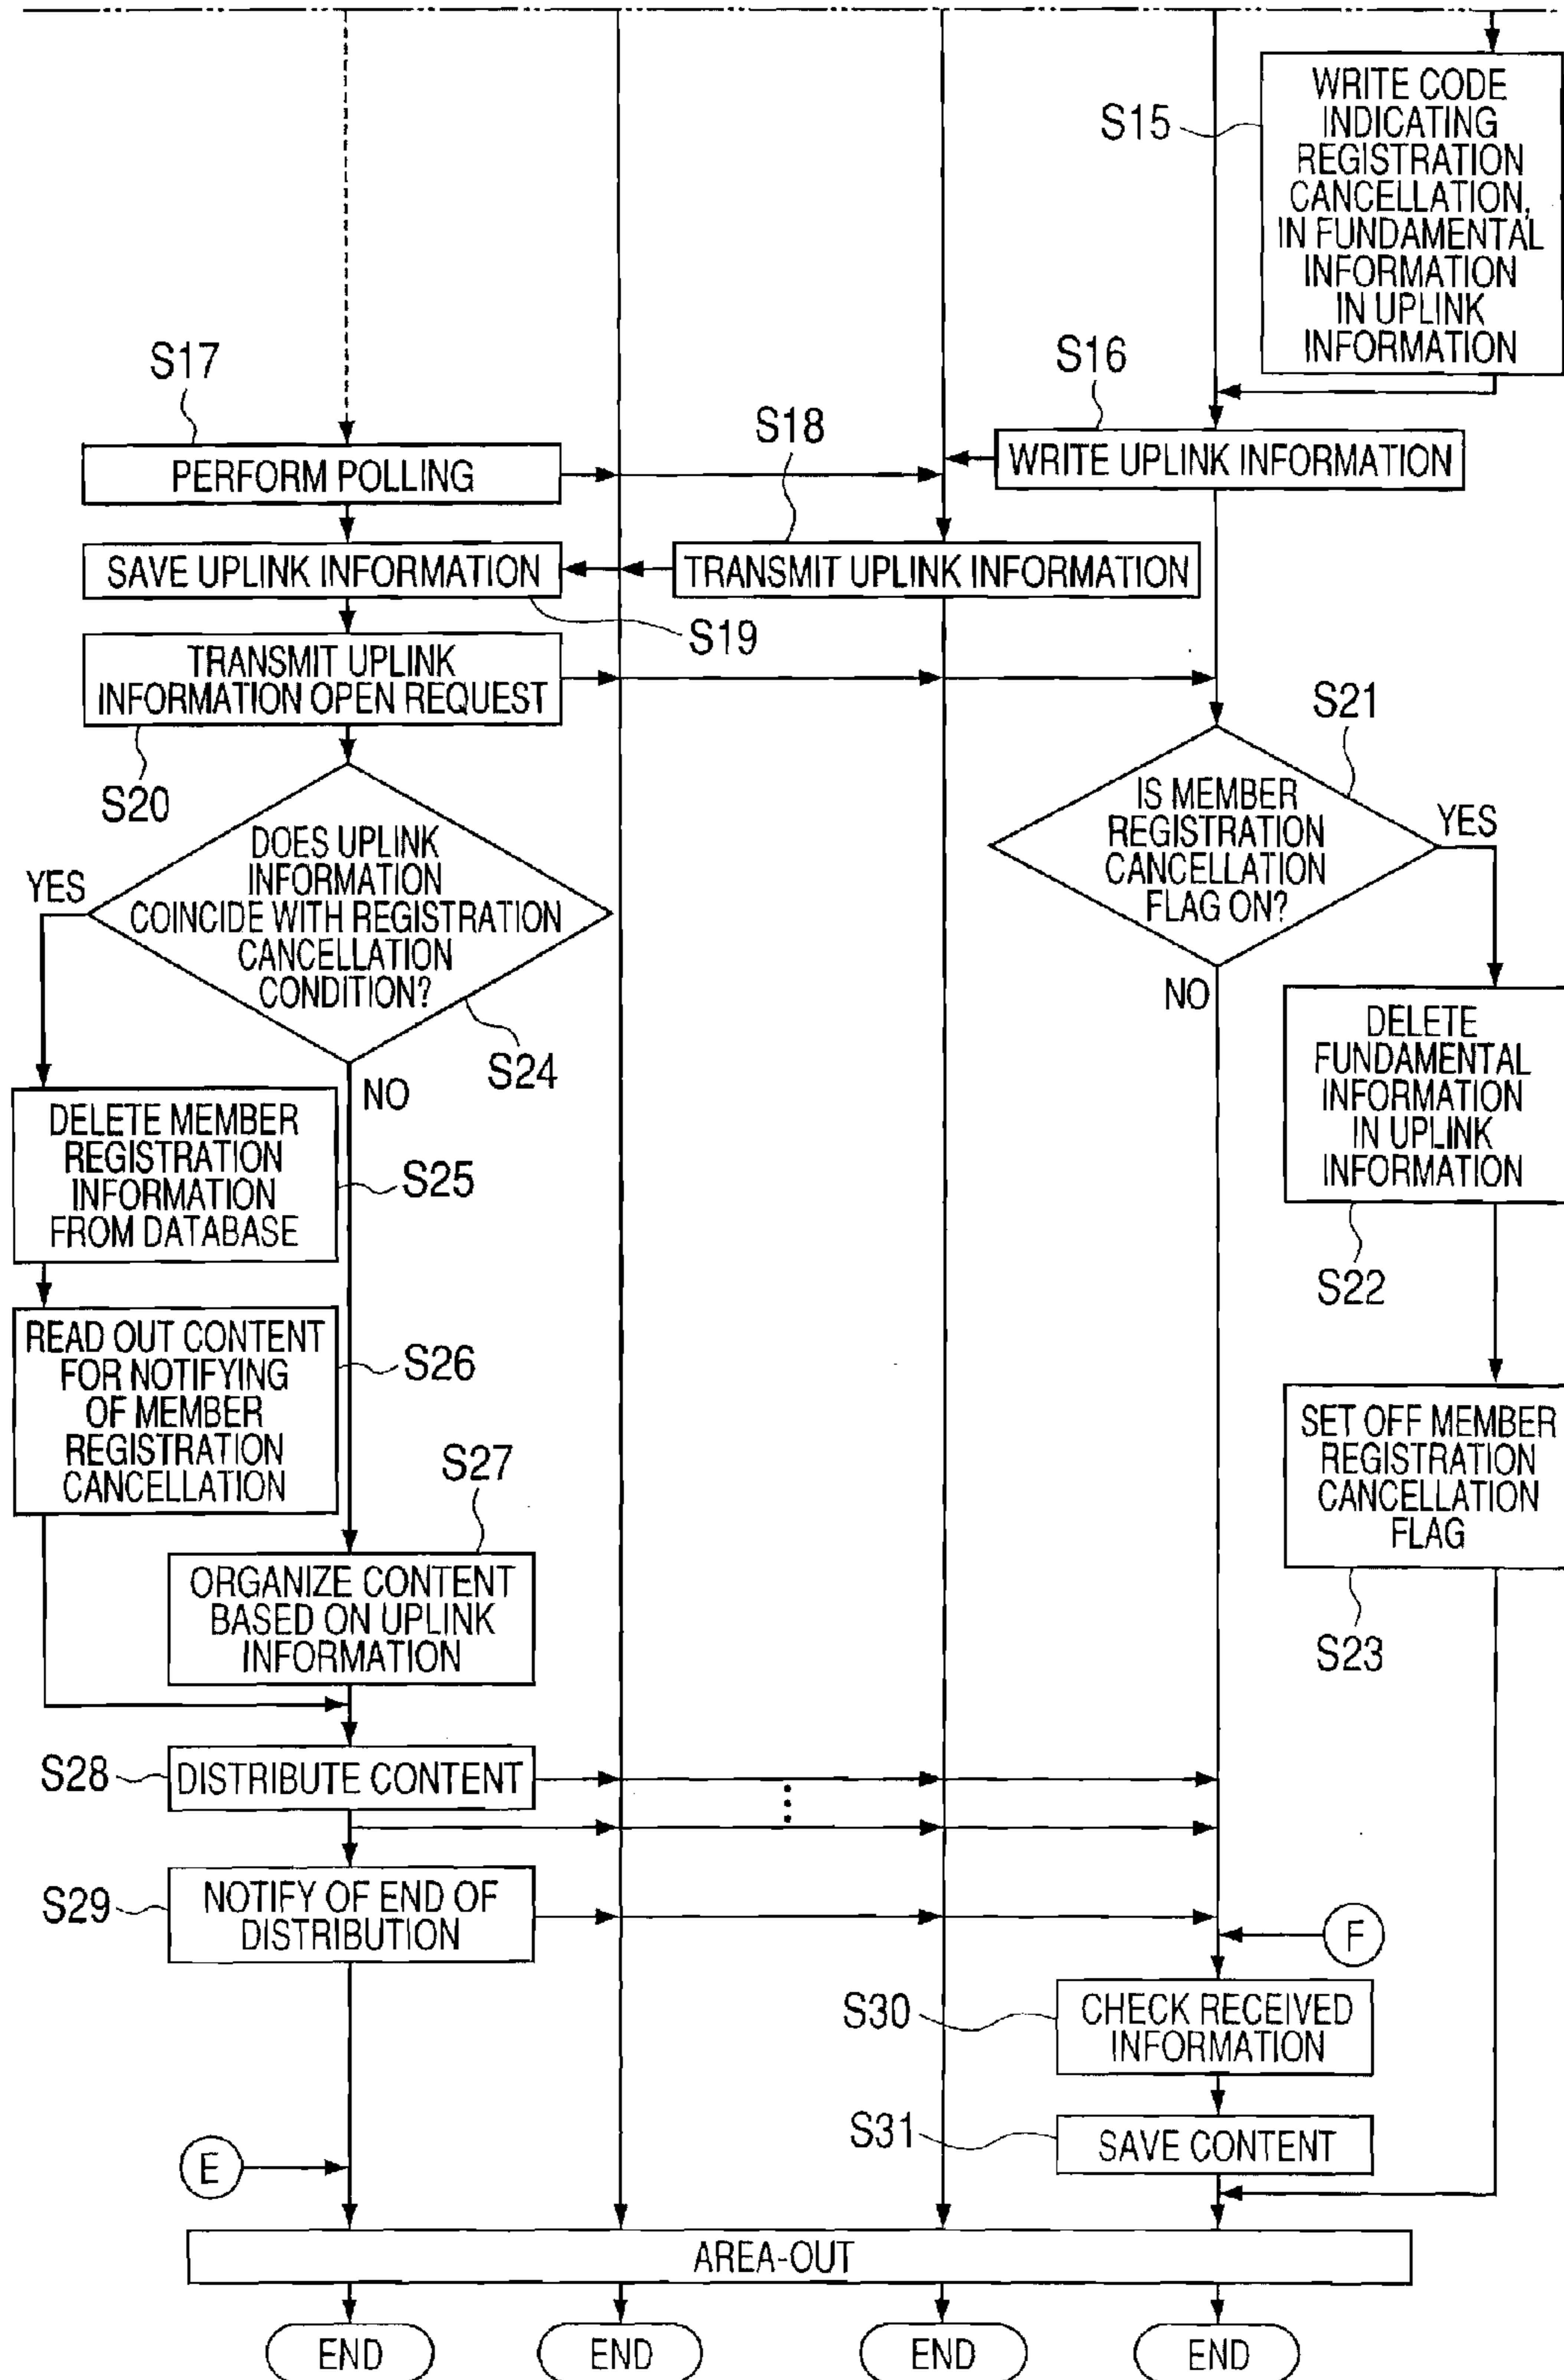 S15
WRITE CODE
INDICATING
REGISTRATION
CANCELLATION,
IN FUNDAMENTAL
INFORMATION
IN UPLINK
INFORMATION
S17
S16
S18
PERFORM POLLING
WRITE UPLINK INFORMATION
SAVE UPLINK INFORMATION
TRANSMIT UPLINK INFORMATION
S19
TRANSMIT UPLINK
INFORMATION OPEN REQUEST
S20
S21
IS MEMBER
REGISTRATION
CANCELLATION
FLAG ON?
YES
NO
DOES UPLINK
INFORMATION
COINCIDE WITH REGISTRATION
CANCELLATION
CONDITION?
YES
S24
NO
DELETE
FUNDAMENTAL
INFORMATION
IN UPLINK
INFORMATION
S22
DELETE MEMBER
REGISTRATION
INFORMATION
FROM DATABASE
S25
READ OUT CONTENT
FOR NOTIFYING
OF MEMBER
REGISTRATION
CANCELLATION
S26
SET OFF MEMBER
REGISTRATION
CANCELLATION
FLAG
S23
S27
ORGANIZE CONTENT
BASED ON UPLINK
INFORMATION
S28
DISTRIBUTE CONTENT
S29
NOTIFY OF END OF
DISTRIBUTION
F
S30
CHECK RECEIVED
INFORMATION
S31
SAVE CONTENT
E
AREA-OUT
END
END
END
END